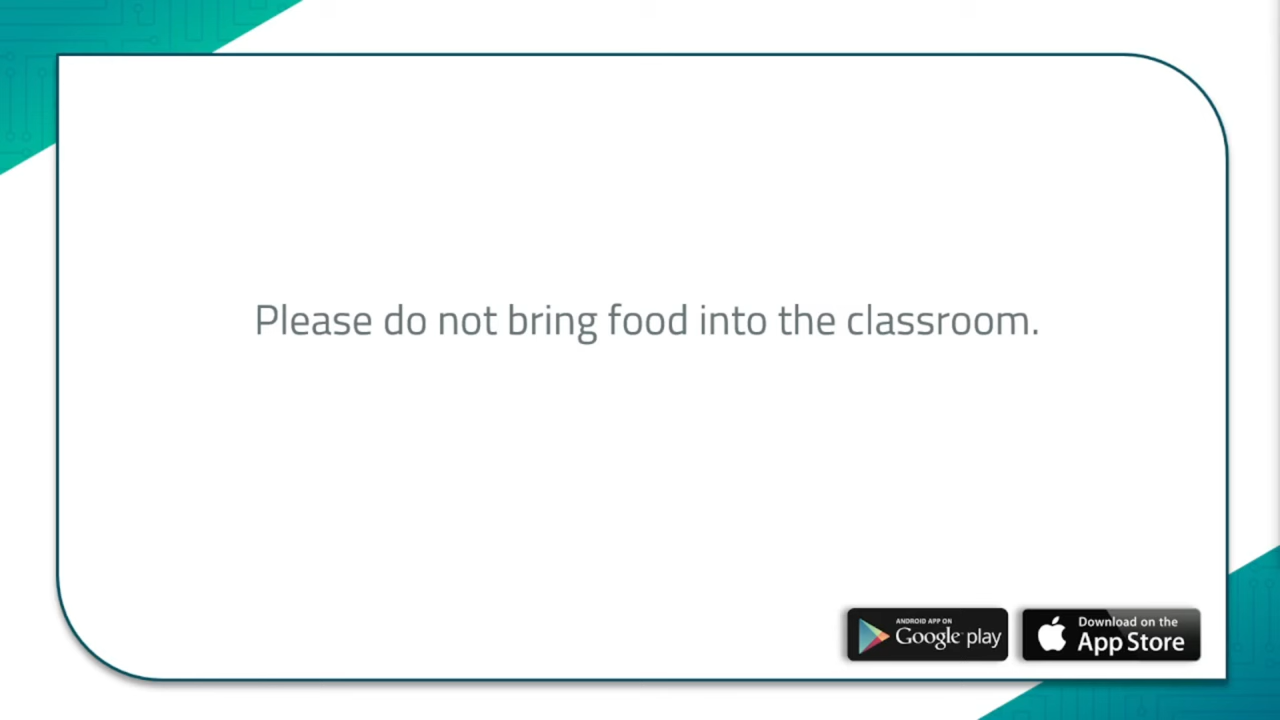 Please do not bring food into the classroom.
ANDROID APP ON
Google play
Download on the
App Store